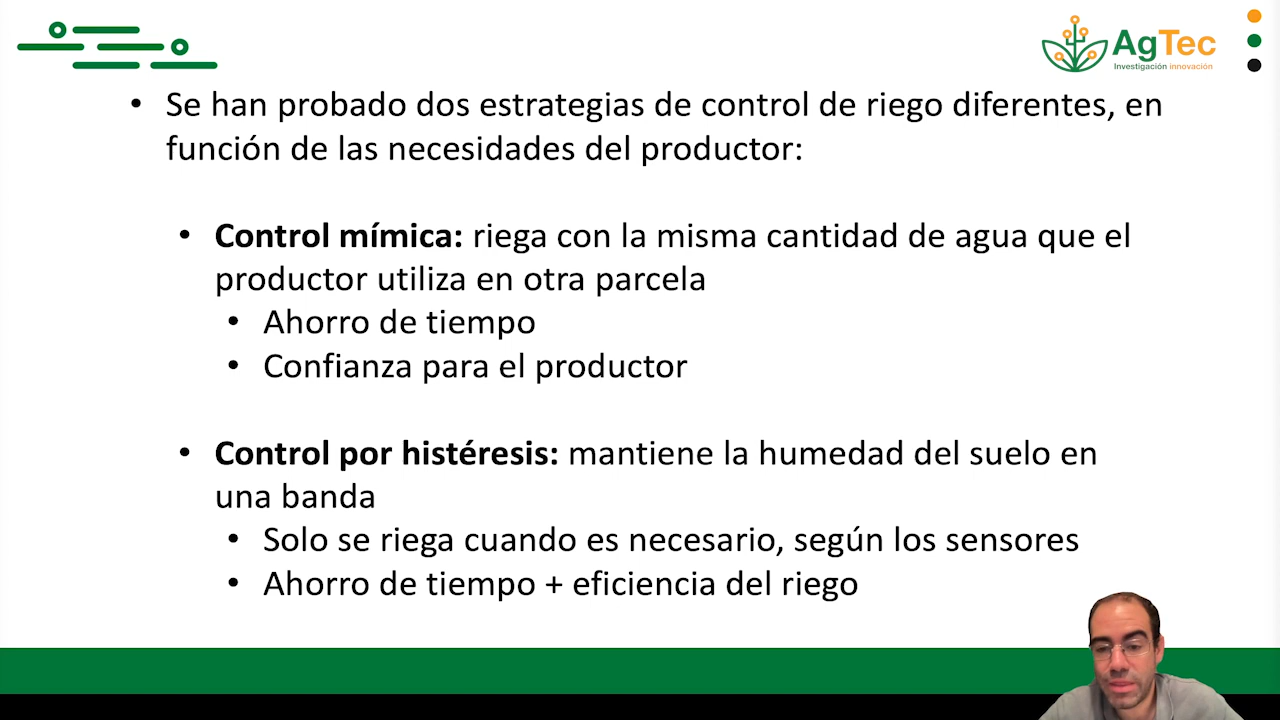 AgTec
Investigación innovación
• Se han probado dos estrategias de control de riego diferentes, en
función de las necesidades del productor:
• Control mímica: riega con la misma cantidad de agua que el
productor utiliza en otra parcela
• Ahorro de tiempo
• Confianza para el productor
• Control por histéresis: mantiene la humedad del suelo en
una banda
• Solo se riega cuando es necesario, según los sensores
• Ahorro de tiempo + eficiencia del riego